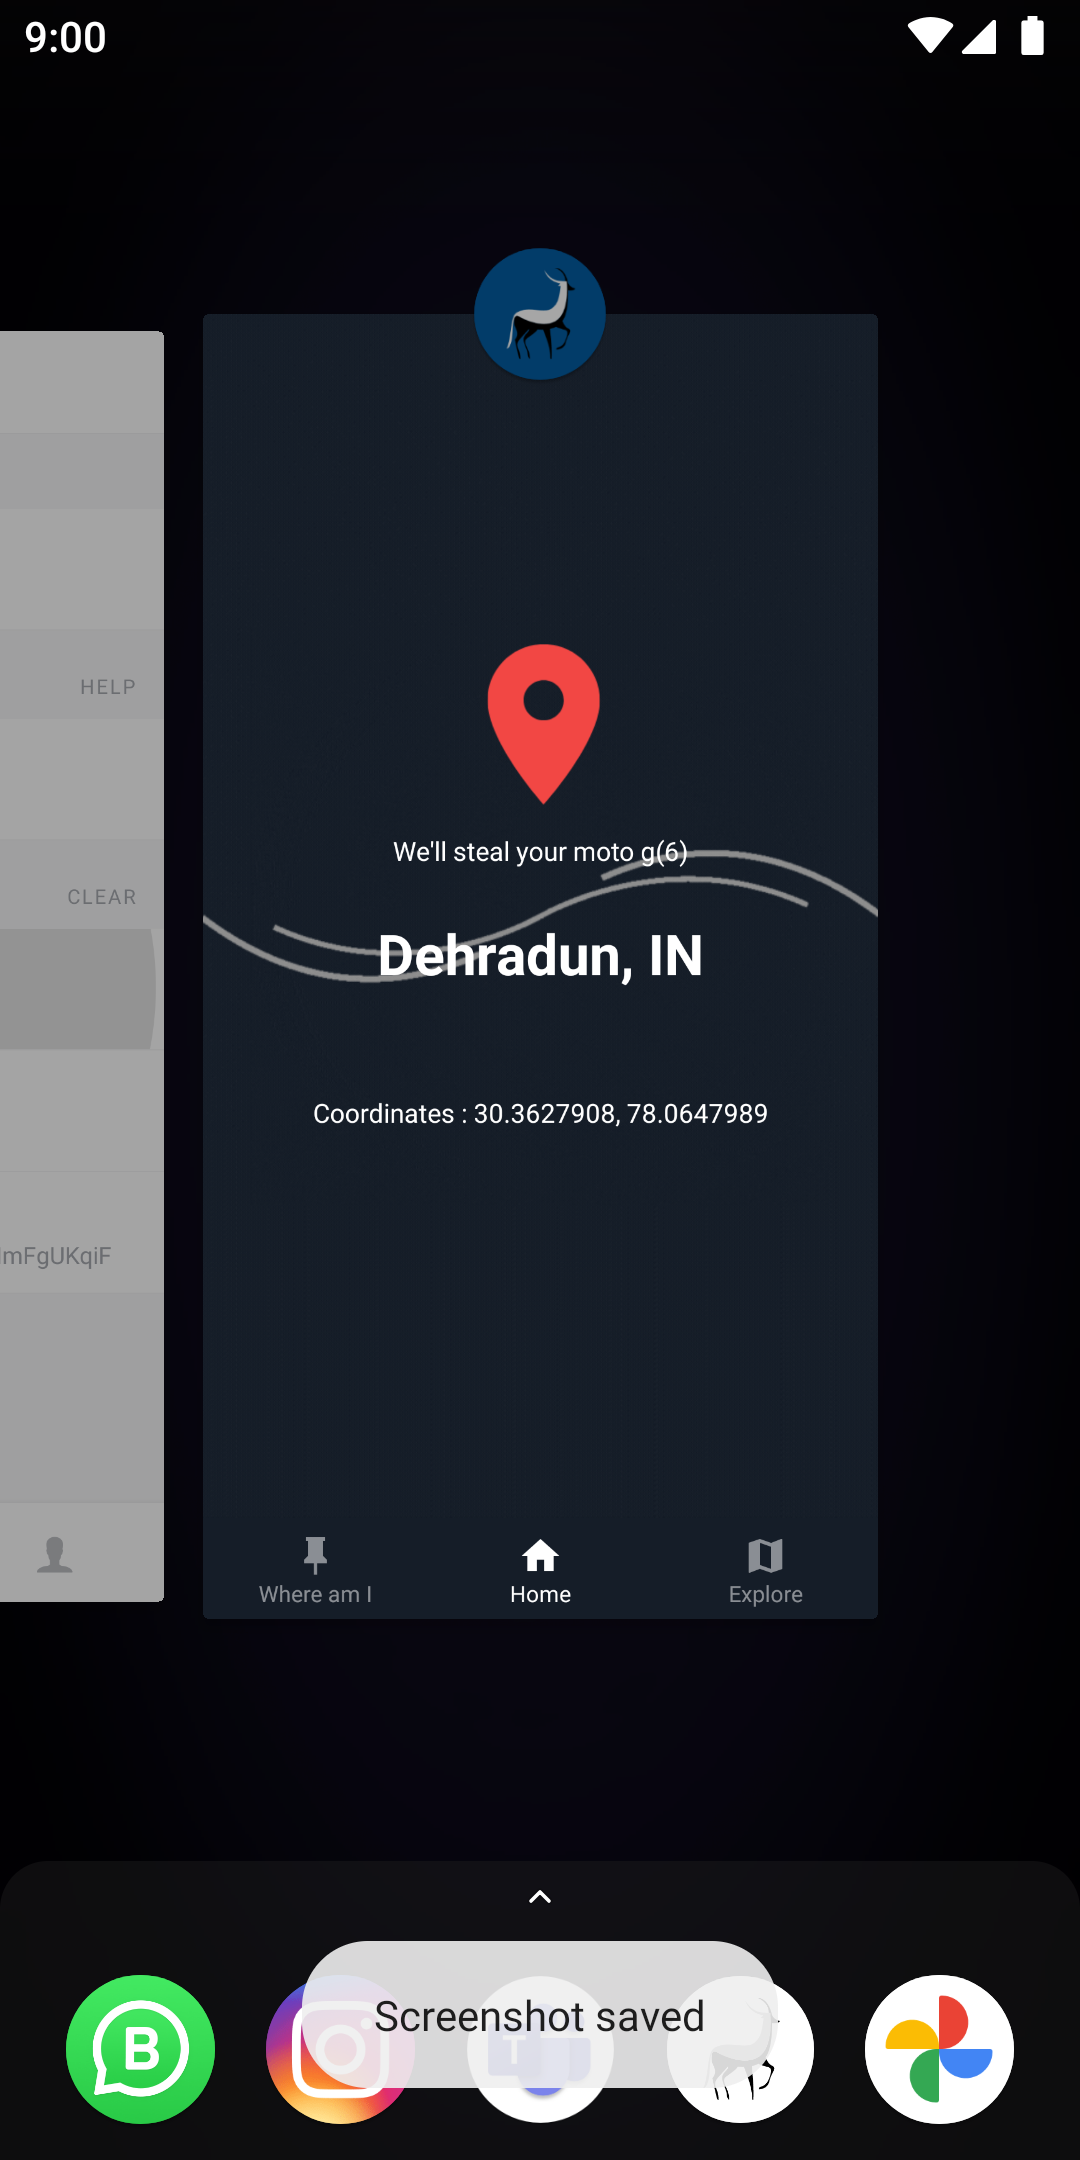 9:00
HELP
CLEAR
mFgUKqiF
We'll steal your moto g(6)
Dehradun, IN
Coordinates : 30.3627908, 78.0647989
Where am I
Home
Explore
B
T
Screenshot saved